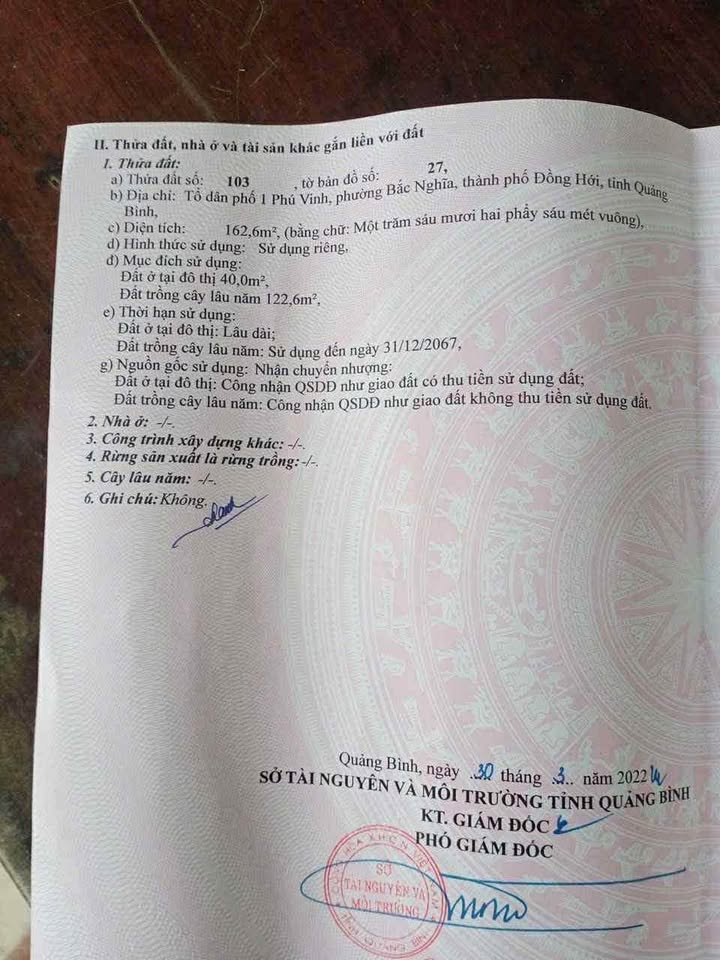 II. Thửa đất, nhà ở và tài sản khác gắn liền với đất
1. Thửa đất:
a) Thửa đất số: 103 , tờ bản đồ số: 27,
b) Địa chỉ: Tổ dân phố 1 Phú Vinh, phường Bắc Nghĩa, thành phố Đồng Hới, tỉnh Quảng
Bình,
c) Diện tích: 162,6m², (bằng chữ: Một trăm sáu mươi hai phẩy sáu mét vuông),
d) Hình thức sử dụng: Sử dụng riêng,
đ) Mục đích sử dụng:
Đất ở tại đô thị 40,0m²,
Đất trồng cây lâu năm 122,6m²,
e) Thời hạn sử dụng:
Đất ở tại đô thị: Lâu dài;
Đất trồng cây lâu năm: Sử dụng đến ngày 31/12/2067,
g) Nguồn gốc sử dụng: Nhận chuyển nhượng:
Đất ở tại đô thị: Công nhận QSDĐ như giao đất có thu tiền sử dụng đất;
Đất trồng cây lâu năm: Công nhận QSDĐ như giao đất không thu tiền sử dụng đất.
2. Nhà ở: -/-.
3. Công trình xây dựng khác: -/-.
4. Rừng sản xuất là rừng trồng: -/-.
5. Cây lâu năm: -/-.
6. Ghi chú: Không.
Quảng Bình, ngày .30 tháng .3.. năm 2022
SỞ TÀI NGUYÊN VÀ MÔI TRƯỜNG TỈNH QUẢNG BÌNH
KT. GIÁM ĐỐC
PHÓ GIÁM ĐỐC
SỞ
TÀI NGUYÊN VÀ
MÔI TRƯỜNG